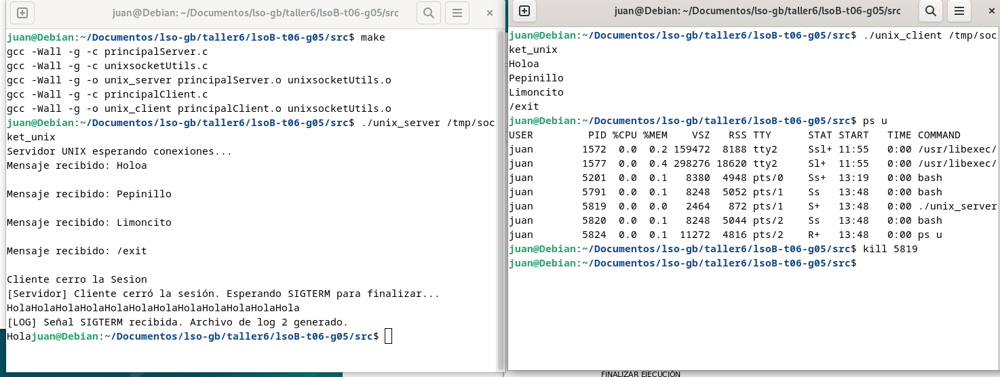 juan@Debian: ~/Documentos/lso-gb/taller6/lsoB-t06-g05/src
juan@Debian:~/Documentos/lso-gb/taller6/lsoB-t06-g05/src$ make
gcc -Wall -g -c principalServer.c
gcc -Wall -g -c unixsocketUtils.c
gcc -Wall -g -o unix_server principalServer.o unixsocketUtils.o
gcc -Wall -g -c principalClient.c
gcc -Wall -g -o unix_client principalClient.o unixsocketUtils.o
juan@Debian:~/Documentos/lso-gb/taller6/lsoB-t06-g05/src$ ./unix_server /tmp/soc
ket_unix
Servidor UNIX esperando conexiones...
Mensaje recibido: Holoa
Mensaje recibido: Pepinillo
Mensaje recibido: Limoncito
Mensaje recibido: /exit
Cliente cerro la Sesion
[Servidor] Cliente cerró la sesión. Esperando SIGTERM para finalizar...
HolaHolaHolaHolaHolaHolaHolaHolaHolaHolaHolaHola
[LOG] Señal SIGTERM recibida. Archivo de log 2 generado.
Holajuan@Debian:~/Documentos/lso-gb/taller6/lsoB-t06-g05/src$
juan@Debian: ~/Documentos/lso-gb/taller6/lsoB-t06-g05/src
juan@Debian:~/Documentos/lso-gb/taller6/lsoB-t06-g05/src$ ./unix_client /tmp/soc
ket_unix
Holoa
Pepinillo
Limoncito
/exit
juan@Debian:~/Documentos/lso-gb/taller6/lsoB-t06-g05/src$ ps u
USER PID %CPU %MEM VSZ RSS TTY STAT START TIME COMMAND
juan 1572 0.0 0.2 159472 8188 tty2 Ssl+ 11:55 0:00 /usr/libexec/
juan 1577 0.0 0.4 298276 18620 tty2 Sl+ 11:55 0:00 /usr/libexec/
juan 5201 0.0 0.1 8380 4948 pts/0 Ss+ 13:19 0:00 bash
juan 5791 0.0 0.1 8248 5052 pts/1 Ss 13:48 0:00 bash
juan 5819 0.0 0.0 2464 872 pts/1 S+ 13:48 0:00 ./unix_server
juan 5820 0.0 0.1 8248 5044 pts/2 Ss 13:48 0:00 bash
juan 5824 0.0 0.1 11272 4816 pts/2 R+ 13:48 0:00 ps u
juan@Debian:~/Documentos/lso-gb/taller6/lsoB-t06-g05/src$ kill 5819
juan@Debian:~/Documentos/lso-gb/taller6/lsoB-t06-g05/src$
FINALIZAR EJECUCIÓN